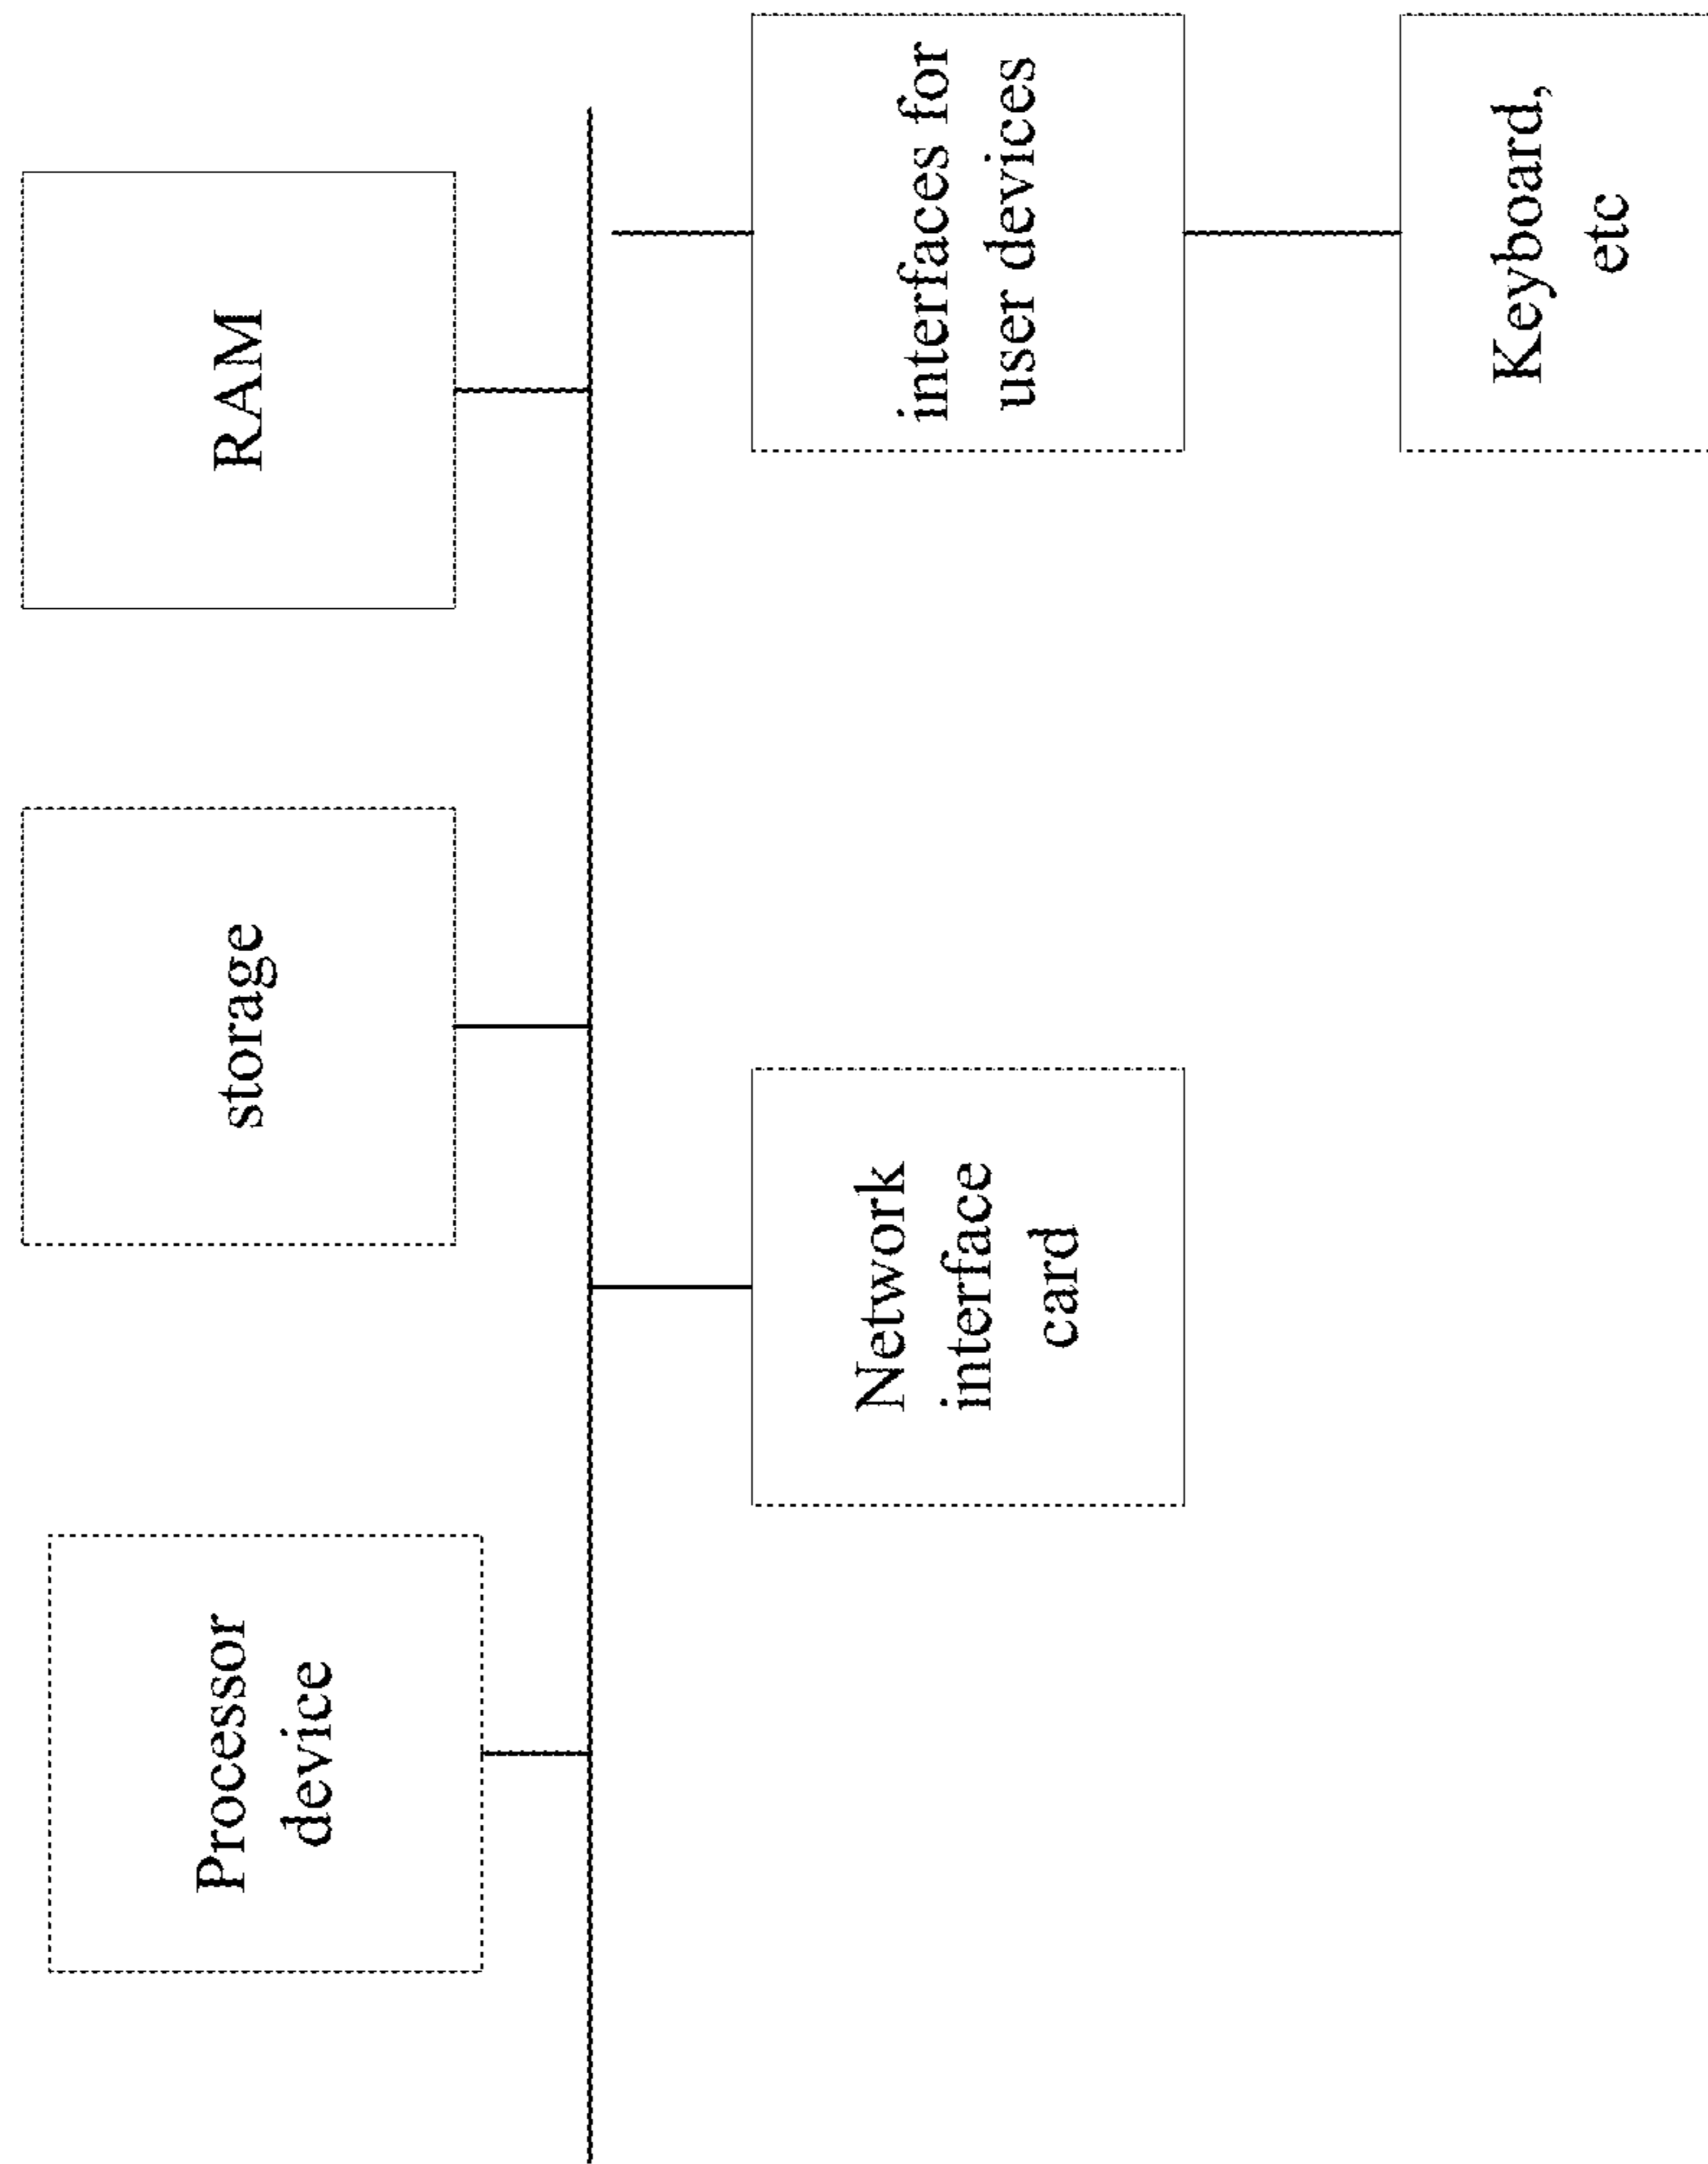 Processor
device
storage
RAM
Network
interface
card
interfaces for
user devices
Keyboard,
etc